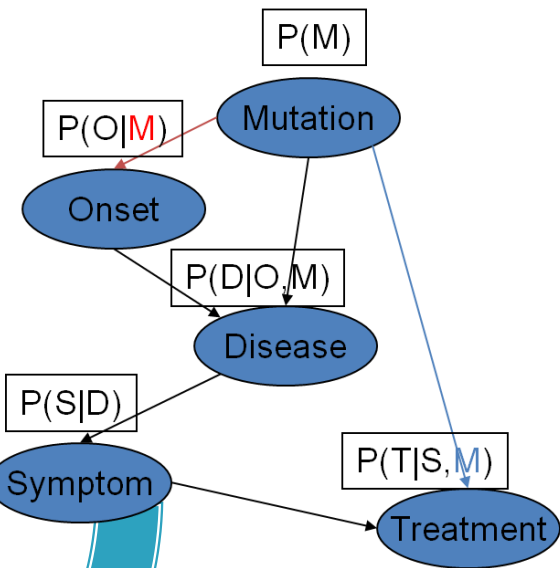 P(M)
Mutation
P(O|M)
Onset
P(D|O,M)
Disease
P(S|D)
Symptom
P(T|S,M)
Treatment